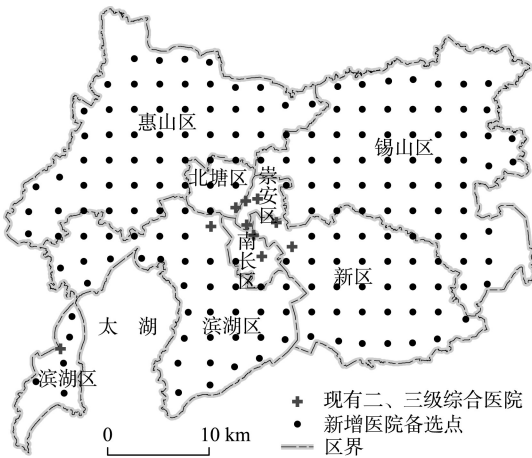 惠山区
锡山区
北塘区
崇安区
南长区
新区
太 湖
滨湖区
滨湖区
现有二、三级综合医院
新增医院备选点
0 10 km
区界